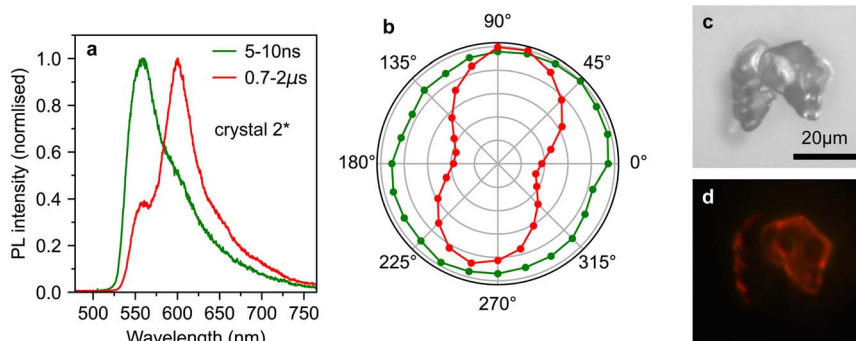 a
5-10ns
0.7-2µs
crystal 2*
PL intensity (normlised)
1.0
0.8
0.6
0.4
0.2
0.0
500
550
600
650
700
750
Wavelength (nm)
b
90°
135°
45°
180°
0°
225°
315°
270°
c
20µm
d